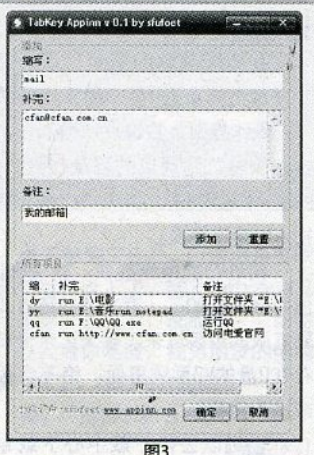 TabKey Appinn v 0.1 by sfufoet
添加
缩写:
mail
补完:
cfan@cfan.com.cn
备注:
我的邮箱
添加 重置
所有项目
缩 补完 备注
dy run E:\电影 打开文件夹 "E:\
yy run E:\音乐run notepad 打开文件夹 "E:\
qq run F:\QQ\QQ.exe 运行QQ
cfan run http://www.cfan.com.cn 访问电爱官网
sfufoet www.appinn.com 确定 取消
图3